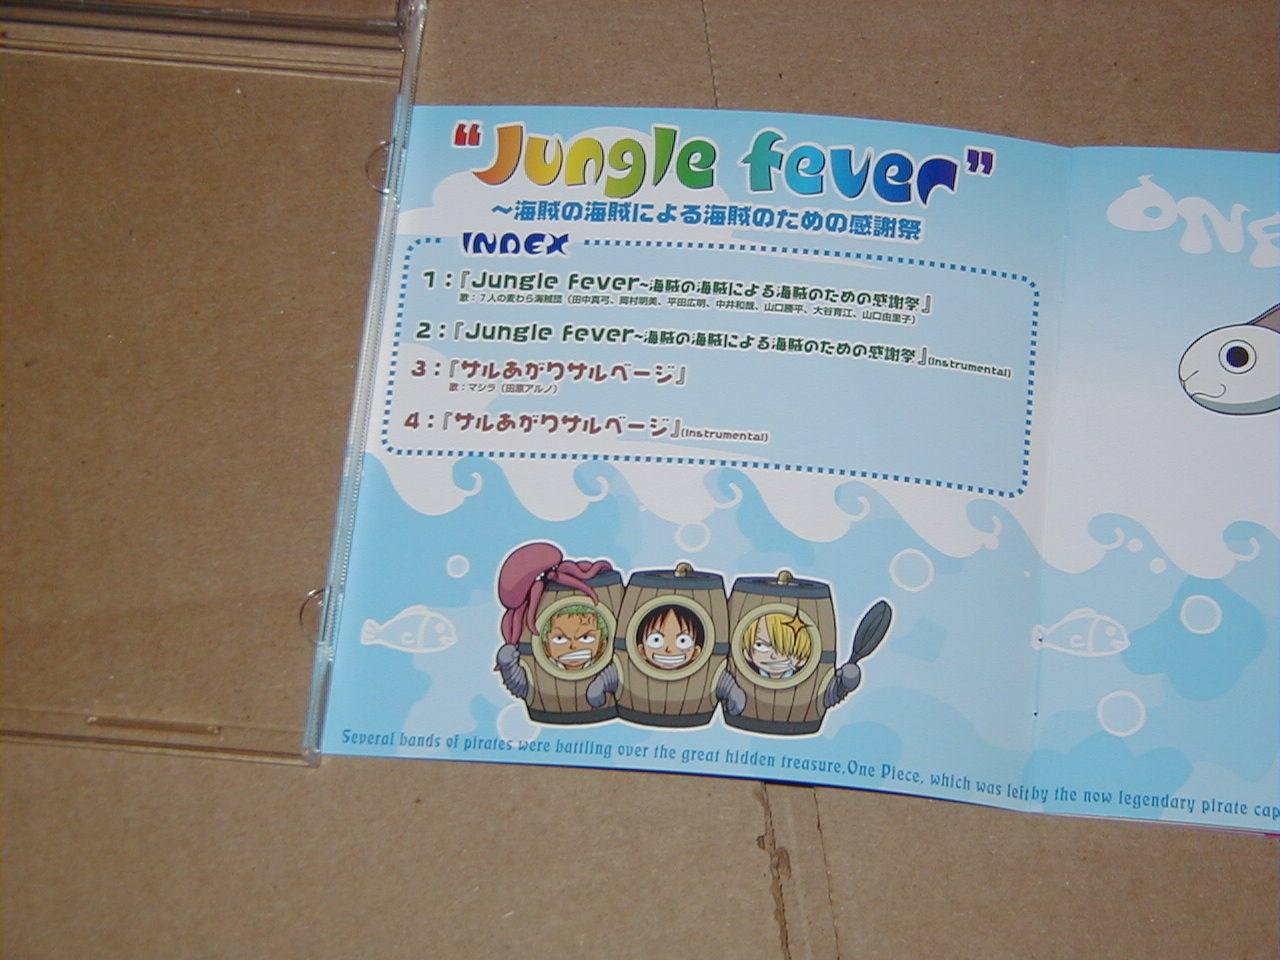 “Jungle fever”
～海賊の海賊による海賊のための感謝祭
INDEX
1：『Jungle fever～海賊の海賊による海賊のための感謝祭』
歌：7人の麦わら海賊団（田中真弓、岡村明美、平田広明、中井和哉、山口勝平、大谷育江、山口由里子）
2：『Jungle fever～海賊の海賊による海賊のための感謝祭』(Instrumental)
3：『サルあがりサルベージ』
歌：マシラ（田原アルノ）
4：『サルあがりサルベージ』(Instrumental)
ONE
Several bands of pirates were battling over the great hidden treasure,One Piece, which was left by the now legendary pirate cap